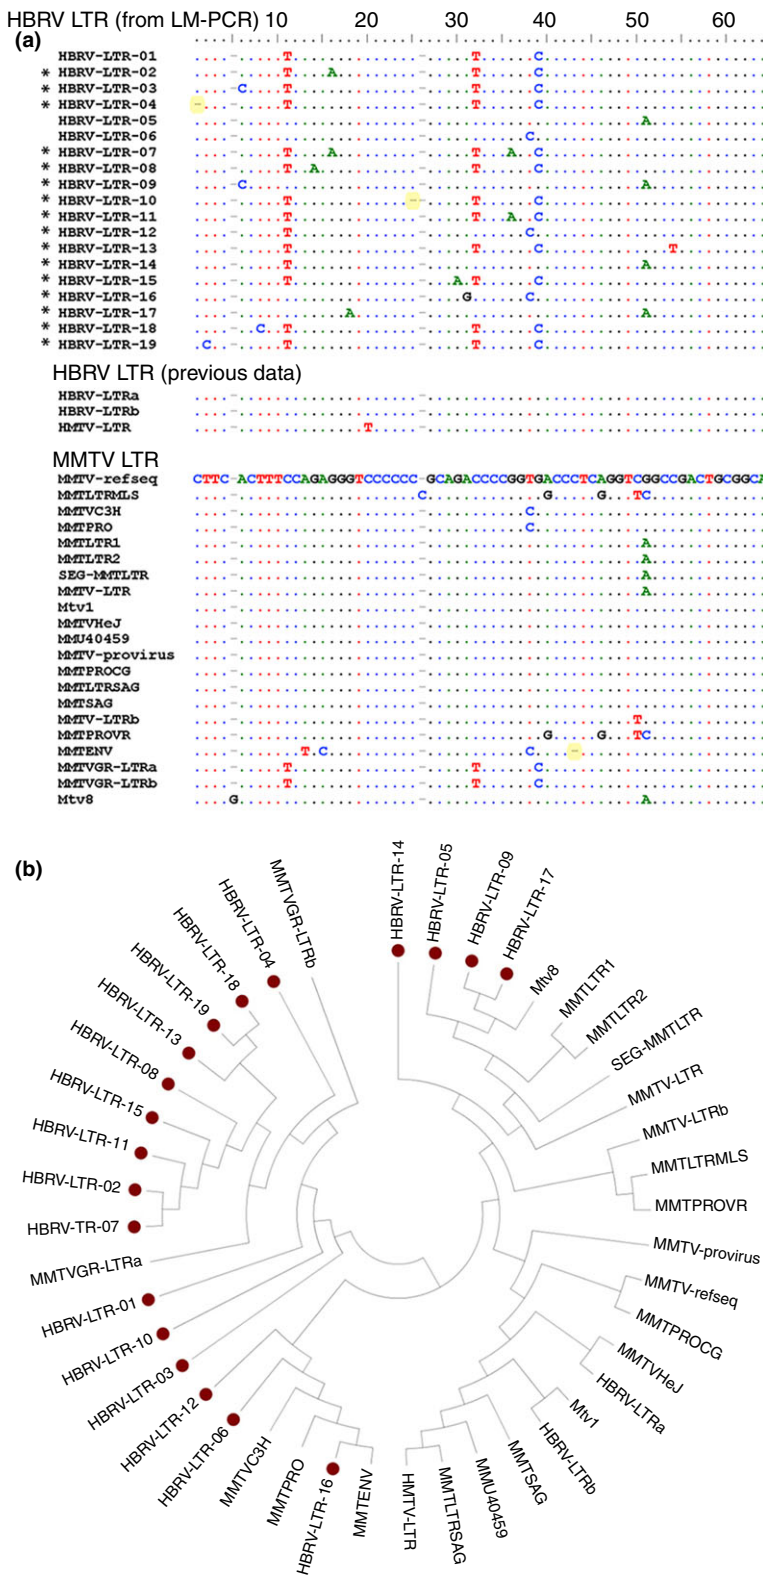 HBRV LTR (from LM-PCR) 10 20 30 40 50 60
(a)
HBRV-LTR-01 T T C
* HBRV-LTR-02 T A T C
* HBRV-LTR-03 C T T C
* HBRV-LTR-04 - T T C
HBRV-LTR-05 A
HBRV-LTR-06 C
* HBRV-LTR-07 T A T A C
* HBRV-LTR-08 T A T C
* HBRV-LTR-09 C A
* HBRV-LTR-10 T - T C
* HBRV-LTR-11 T T A C
* HBRV-LTR-12 T C
* HBRV-LTR-13 T T C T
* HBRV-LTR-14 T A
* HBRV-LTR-15 T A T C
* HBRV-LTR-16 G C
* HBRV-LTR-17 A A
* HBRV-LTR-18 C T T C
* HBRV-LTR-19 C T T C
HBRV LTR (previous data)
HBRV-LTRa
HBRV-LTRb
HMTV-LTR T
MMTV LTR
MMTV-refseq CTTC-ACTTTCCAGAGGGTCCCCCC-GCAGACCCCGGTGACCCTCAGGTCGGCCGACTGCGGCA
MMTLTRMLS C G G TC
MMTVC3H C
MMTPRO C
MMTLTR1 A
MMTLTR2 A
SEG-MMTLTR A
MMTV-LTR A
Mtv1
MMTVHeJ
MMU40459
MMTV-provirus
MMTPROCG
MMTLTRSAG
MMTSAG
MMTV-LTRb T
MMTPROVR G G TC
MMTENV T C C -
MMTVGR-LTRa T T C
MMTVGR-LTRb T T C
Mtv8 G A
(b)
HBRV-LTR-14
HBRV-LTR-05
HBRV-LTR-09
HBRV-LTR-17
Mtv8
MMTLTR1
MMTLTR2
SEG-MMTLTR
MMTV-LTR
MMTV-LTRb
MMTLTRMLS
MMTPROVR
MMTV-provirus
MMTV-refseq
MMTPROCG
MMTVHeJ
HBRV-LTRa
Mtv1
HBRV-LTRb
MMTSAG
MMU40459
MMTLTRSAG
HMTV-LTR
MMTENV
HBRV-LTR-16
MMTPRO
MMTVC3H
HBRV-LTR-06
HBRV-LTR-12
HBRV-LTR-03
HBRV-LTR-10
HBRV-LTR-01
MMTVGR-LTRa
HBRV-TR-07
HBRV-LTR-02
HBRV-LTR-11
HBRV-LTR-15
HBRV-LTR-08
HBRV-LTR-13
HBRV-LTR-19
HBRV-LTR-18
HBRV-LTR-04
MMTVGR-LTRb